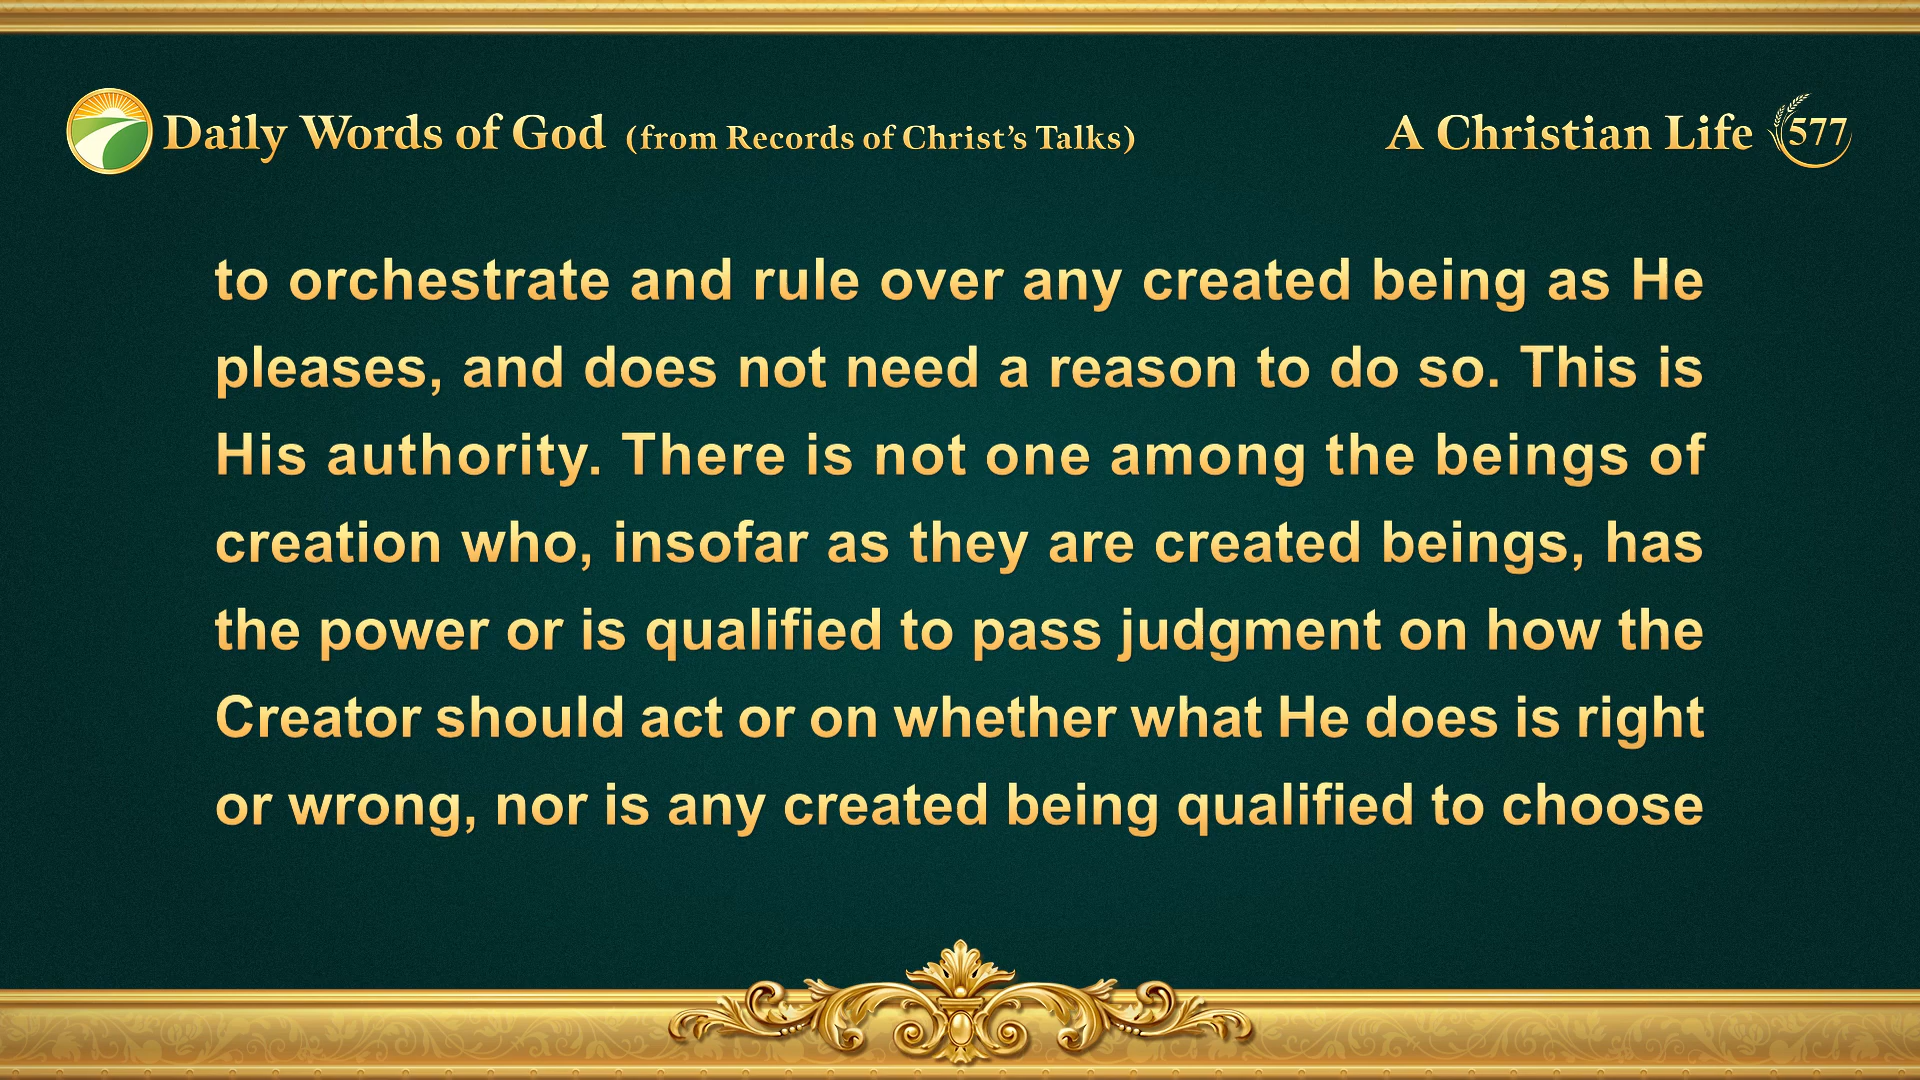 Daily Words of God (from Records of Christ's Talks)
A Christian Life 577
to orchestrate and rule over any created being as He
pleases, and does not need a reason to do so. This is
His authority. There is not one among the beings of
creation who, insofar as they are created beings, has
the power or is qualified to pass judgment on how the
Creator should act or on whether what He does is right
or wrong, nor is any created being qualified to choose